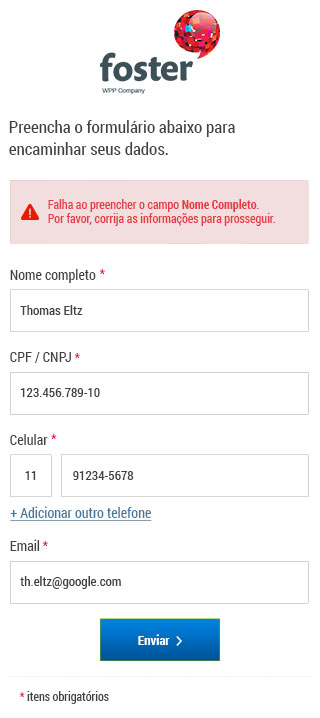 foster
WPP Company
Preencha o formulário abaixo para
encaminhar seus dados.
Falha ao preencher o campo Nome Completo.
Por favor, corrija as informações para prosseguir.
Nome completo *
Thomas Eltz
CPF / CNPJ *
123.456.789-10
Celular *
11 91234-5678
+ Adicionar outro telefone
Email *
th.eltz@google.com
Enviar
* itens obrigatórios